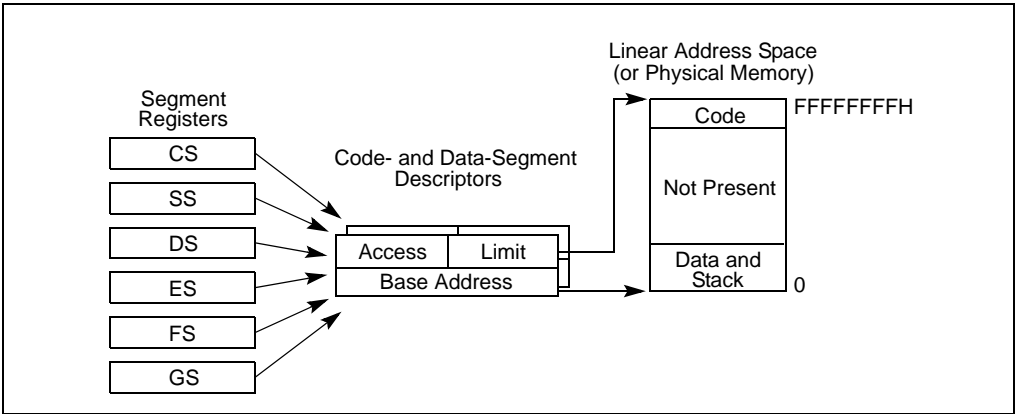 Linear Address Space
(or Physical Memory)
Segment
Registers
FFFFFFFFH
Code
CS
Code- and Data-Segment
Descriptors
Not Present
SS
DS
Access
Limit
Data and
Stack
Base Address
0
ES
FS
GS